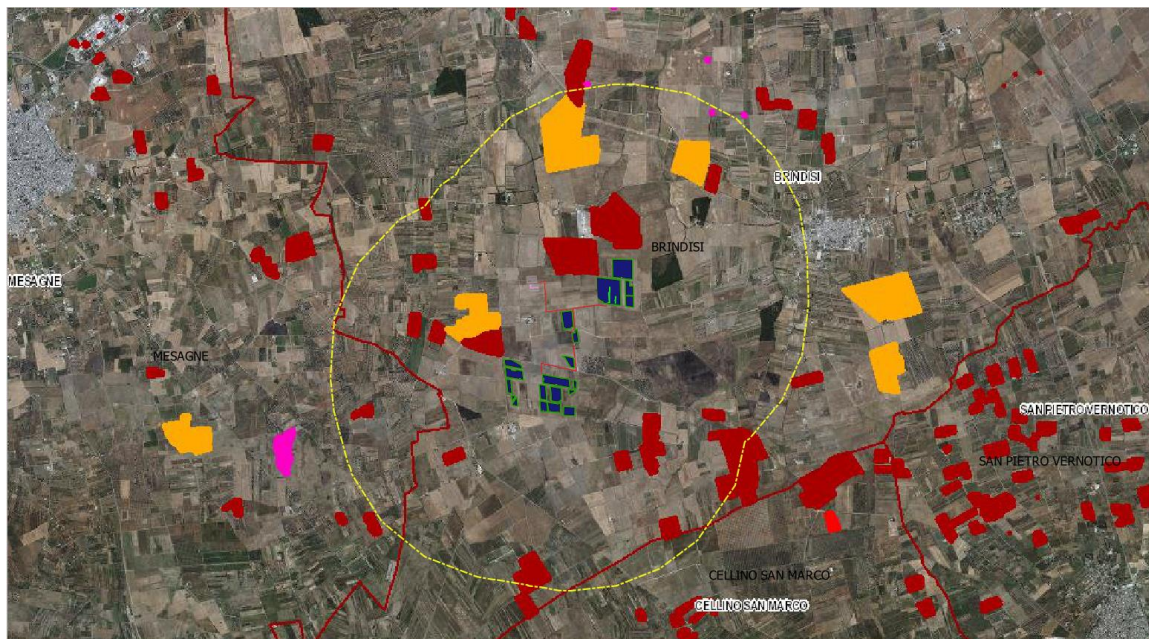 BRINDISI
BRINDISI
MESAGNE
MESAGNE
SAN PIETRO VERNOTICO
SAN PIETRO VERNOTICO
CELLINO SAN MARCO
CELLINO SAN MARCO